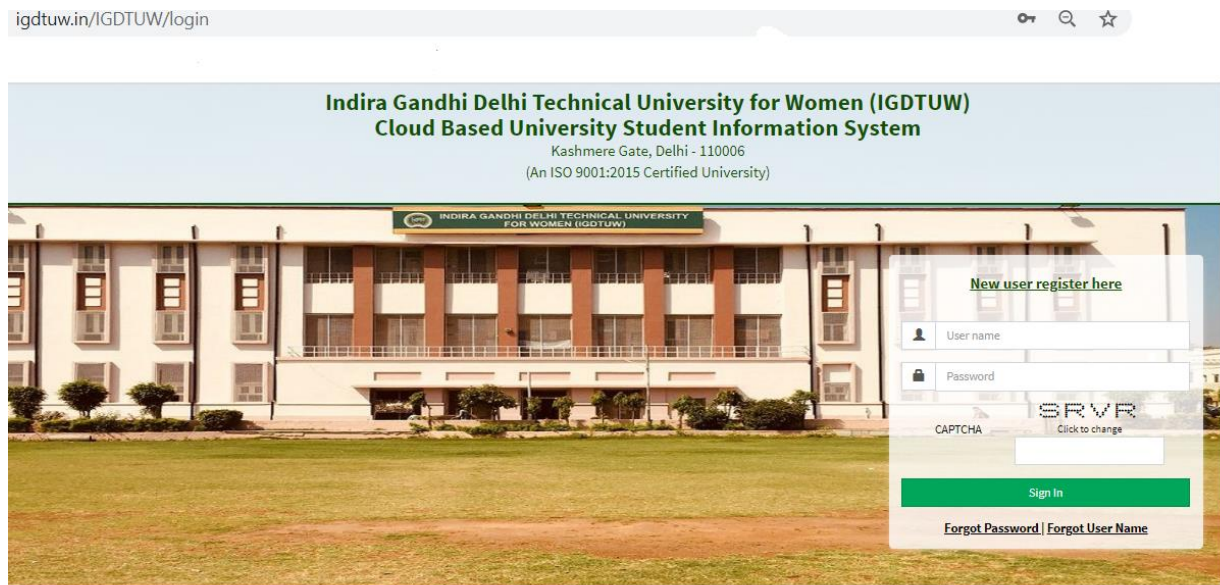 igdtuw.in/IGDTUW/login
Indira Gandhi Delhi Technical University for Women (IGDTUW)
Cloud Based University Student Information System
Kashmere Gate, Delhi - 110006
(An ISO 9001:2015 Certified University)
INDIRA GANDHI DELHI TECHNICAL UNIVERSITY
FOR WOMEN (IGDTUW)
New user register here
User name
Password
SRVR
CAPTCHA
Click to change
Sign In
Forgot Password | Forgot User Name